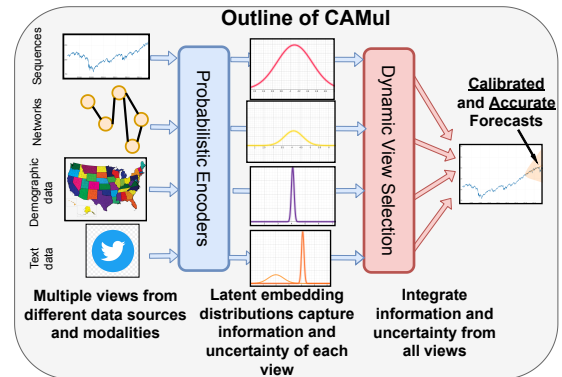 Outline of CAMul
Sequences
Networks
Demographic
data
Text
data
Probabilistic Encoders
Dynamic View Selection
Calibrated
and Accurate
Forecasts
Multiple views from
different data sources
and modalities
Latent embedding
distributions capture
information and
uncertainty of each
view
Integrate
information and
uncertainty from
all views